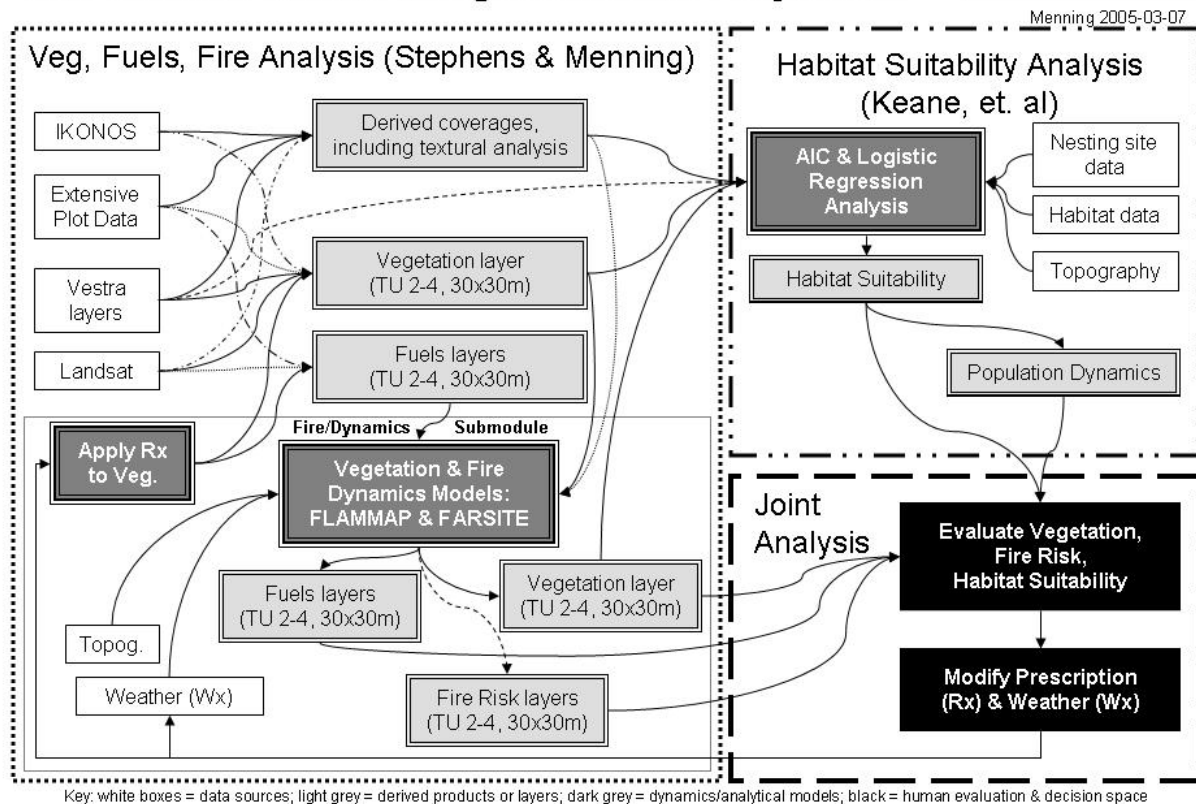 Menning 2005-03-07
Veg, Fuels, Fire Analysis (Stephens & Menning)
IKONOS
Extensive
Plot Data
Vestra
layers
Landsat
Derived coverages,
including textural analysis
Vegetation layer
(TU 2-4, 30x30m)
Fuels layers
(TU 2-4, 30x30m)
Fire/Dynamics Submodule
Apply Rx
to Veg.
Vegetation & Fire
Dynamics Models:
FLAMMAP & FARSITE
Fuels layers
(TU 2-4, 30x30m)
Vegetation layer
(TU 2-4, 30x30m)
Topog.
Weather (Wx)
Fire Risk layers
(TU 2-4, 30x30m)
Habitat Suitability Analysis
(Keane, et. al)
AIC & Logistic
Regression
Analysis
Nesting site
data
Habitat data
Topography
Habitat Suitability
Population Dynamics
Joint
Analysis
Evaluate Vegetation,
Fire Risk,
Habitat Suitability
Modify Prescription
(Rx) & Weather (Wx)
Key: white boxes = data sources; light grey = derived products or layers; dark grey = dynamics/analytical models; black = human evaluation & decision space